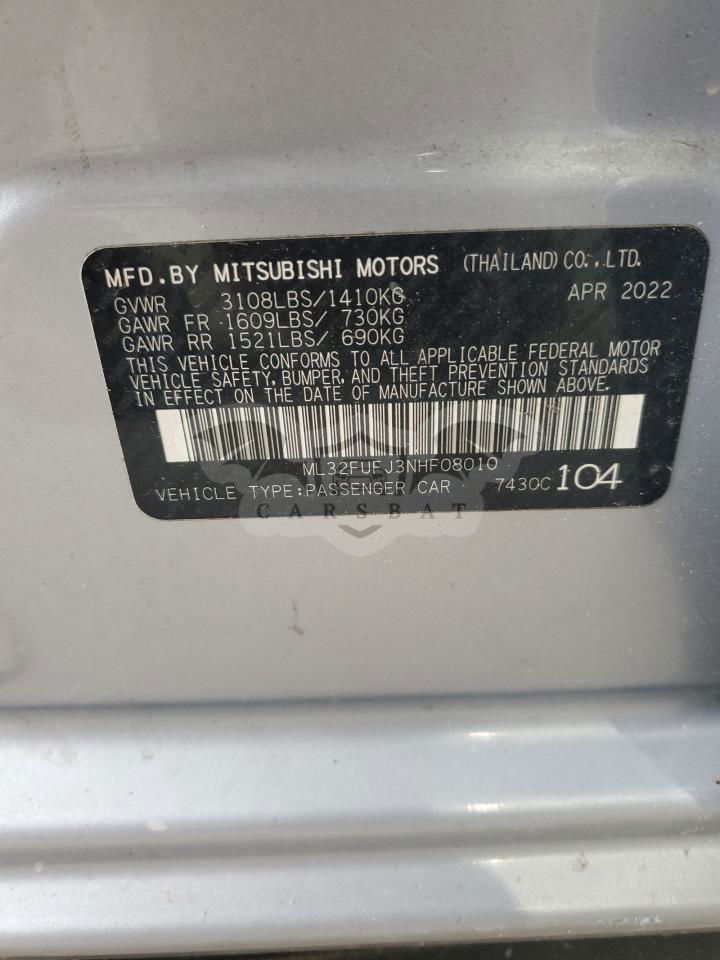 MFD.BY MITSUBISHI MOTORS (THAILAND) CO.,LTD.
GVWR 3108LBS/1410KG APR 2022
GAWR FR 1609LBS/ 730KG
GAWR RR 1521LBS/ 690KG
THIS VEHICLE CONFORMS TO ALL APPLICABLE FEDERAL MOTOR
VEHICLE SAFETY, BUMPER, AND THEFT PREVENTION STANDARDS
IN EFFECT ON THE DATE OF MANUFACTURE SHOWN ABOVE.
ML32FUFJ3NHF08010
VEHICLE TYPE:PASSENGER CAR 7430C 104
CARSBAT